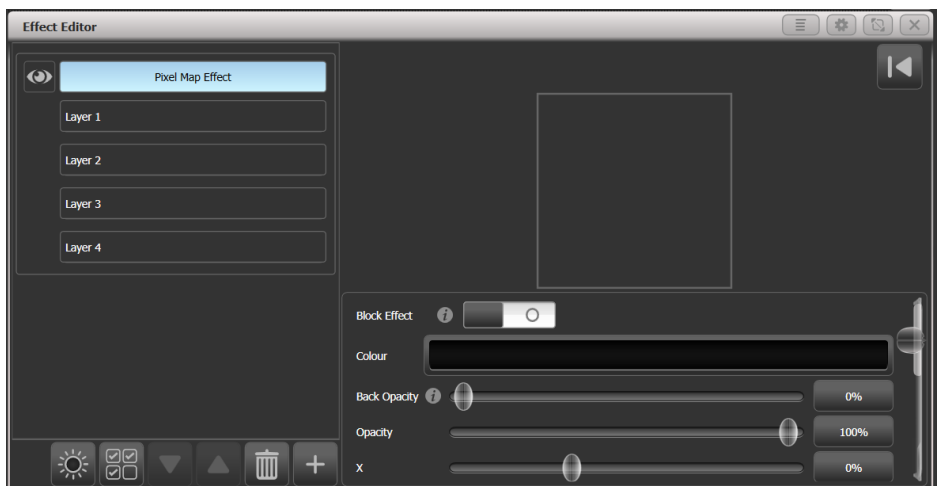 Effect Editor
Pixel Map Effect
Layer 1
Layer 2
Layer 3
Layer 4
Block Effect
Colour
Back Opacity 0%
Opacity 100%
X 0%